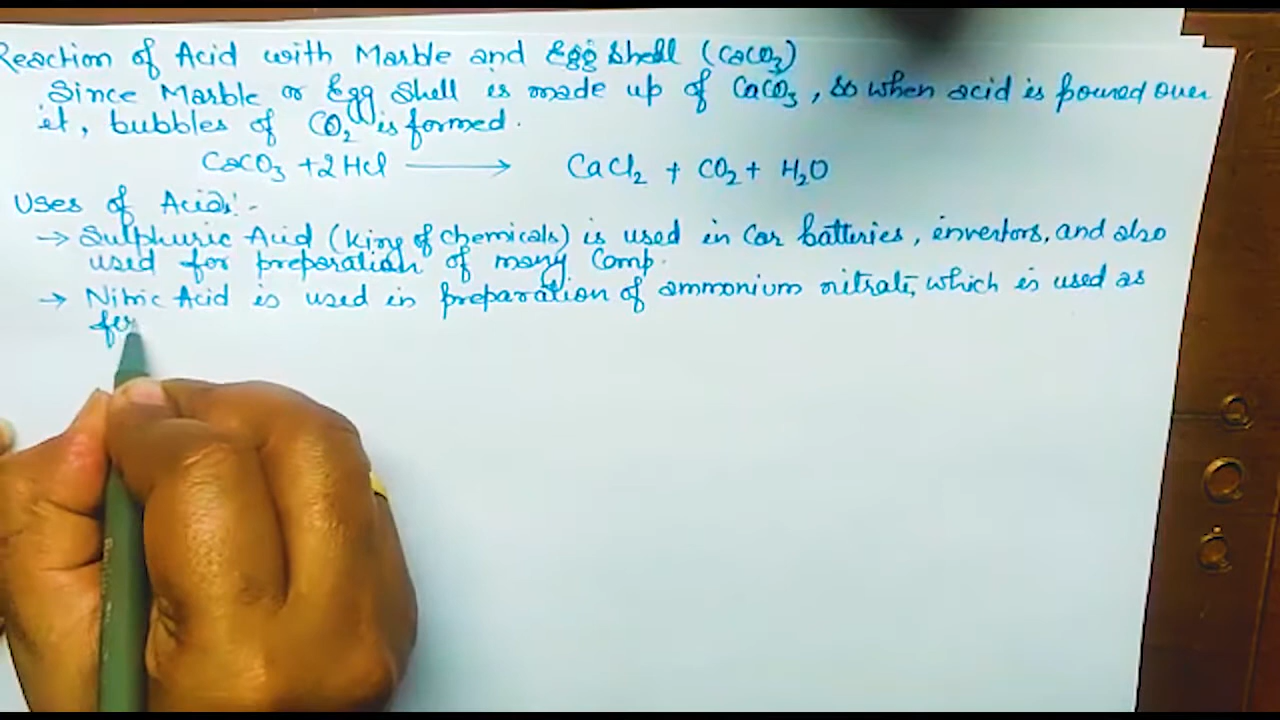 Reaction of Acid with Marble and Egg Shell (CaCO3)
Since Marble or Egg Shell is made up of CaCO3, so when acid is poured over
it, bubbles of CO2 is formed.
CaCO3 + 2HCl ⟶ CaCl2 + CO2 + H2O
Uses of Acids:-
→ Sulphuric Acid (King of Chemicals) is used in Car batteries, invertors, and also
used for preparation of many Comp.
→ Nitric Acid is used in preparation of ammonium nitrate, which is used as
fer